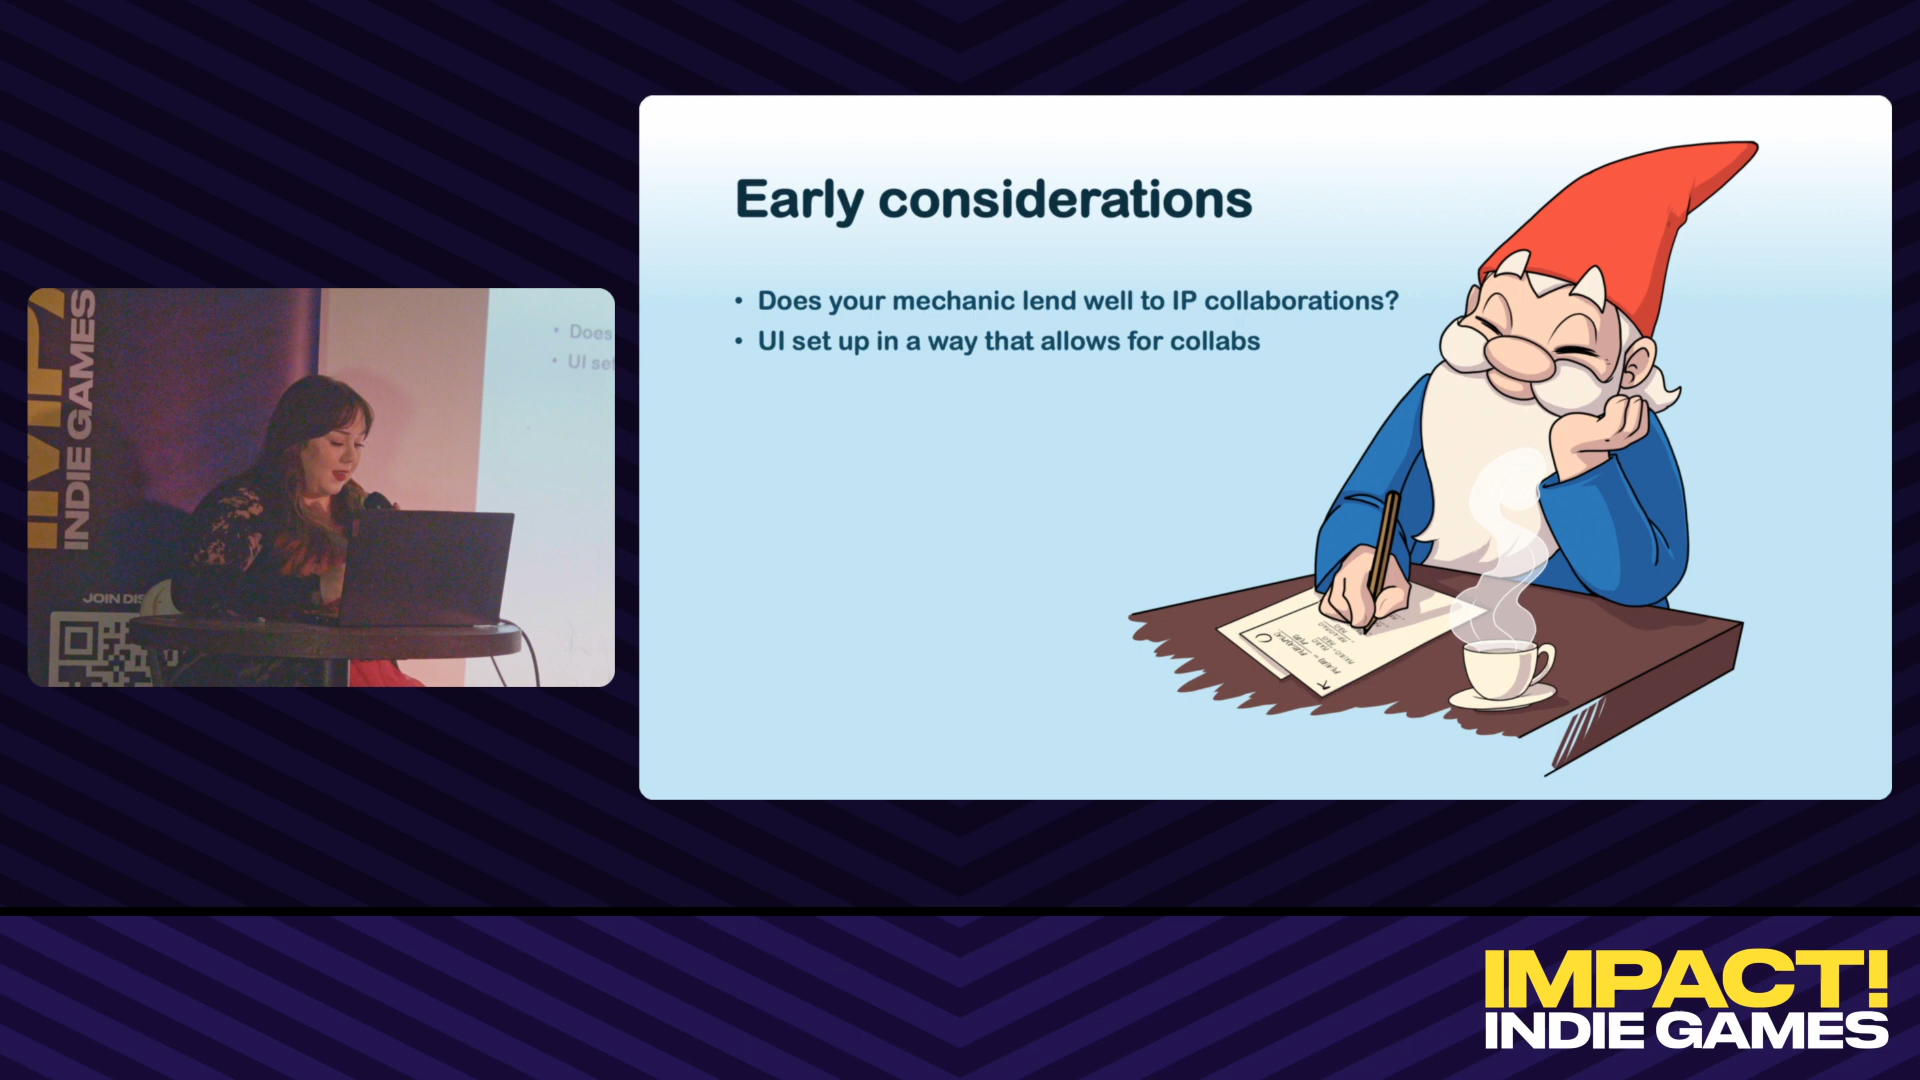 Early considerations
• Does your mechanic lend well to IP collaborations?
• UI set up in a way that allows for collabs
• Does
• UI set
INDIE GAMES
JOIN DIS
IMPACT!
INDIE GAMES